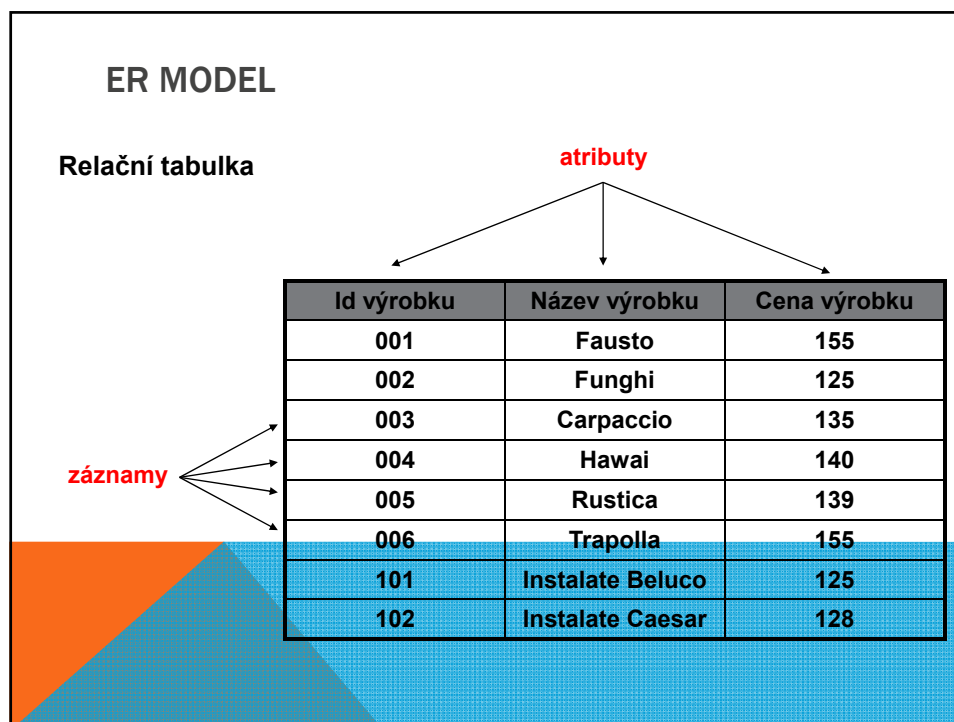 ER MODEL
Relační tabulka
atributy
Id výrobku Název výrobku Cena výrobku
001 Fausto 155
002 Funghi 125
003 Carpaccio 135
004 Hawai 140
záznamy
005 Rustica 139
006 Trapolla 155
101 Instalate Beluco 125
102 Instalate Caesar 128